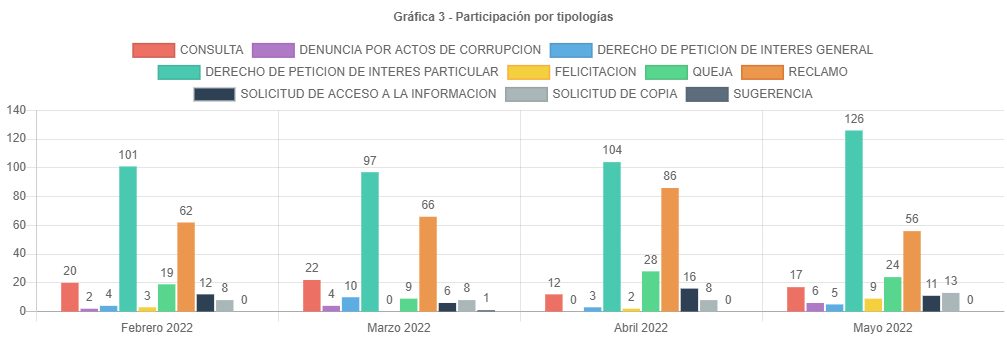 Gráfica 3 - Participación por tipologías
CONSULTA DENUNCIA POR ACTOS DE CORRUPCION DERECHO DE PETICION DE INTERES GENERAL
DERECHO DE PETICION DE INTERES PARTICULAR FELICITACION QUEJA RECLAMO
SOLICITUD DE ACCESO A LA INFORMACION SOLICITUD DE COPIA SUGERENCIA
140
120
100
80
60
40
20
0
20 2 4 101 3 19 62 12 8 0
22 4 10 97 0 9 66 6 8 1
12 0 3 104 2 28 86 16 8 0
17 6 5 126 9 24 56 11 13 0
Febrero 2022 Marzo 2022 Abril 2022 Mayo 2022